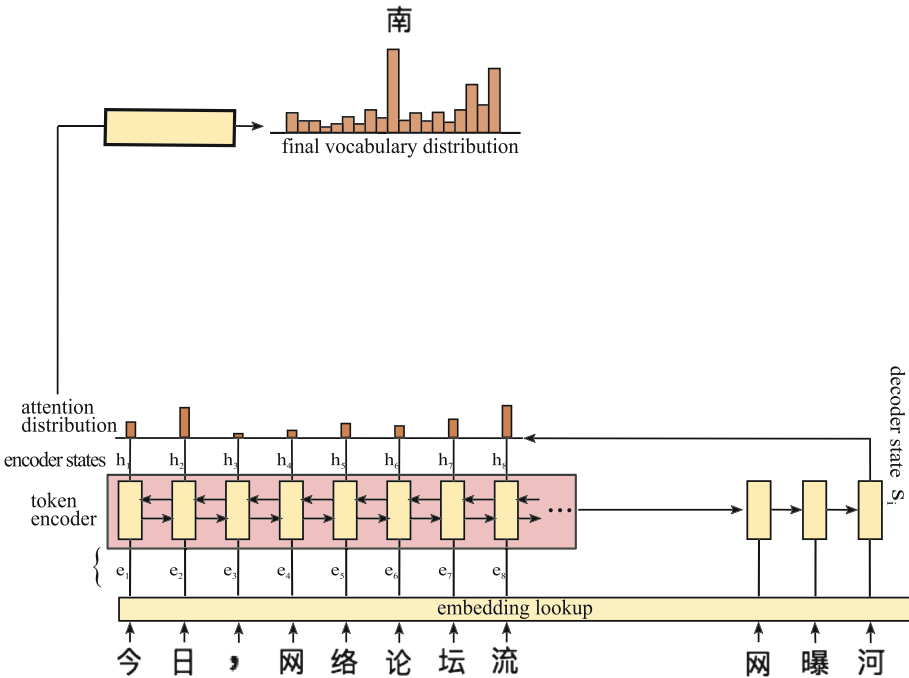 南
final vocabulary distribution
attention
distribution
decoder state Si
encoder states
h1 h2 h3 h4 h5 h6 h7 h8
token
encoder
...
{ e1 e2 e3 e4 e5 e6 e7 e8
embedding lookup
今 日 , 网 络 论 坛 流 网 曝 河